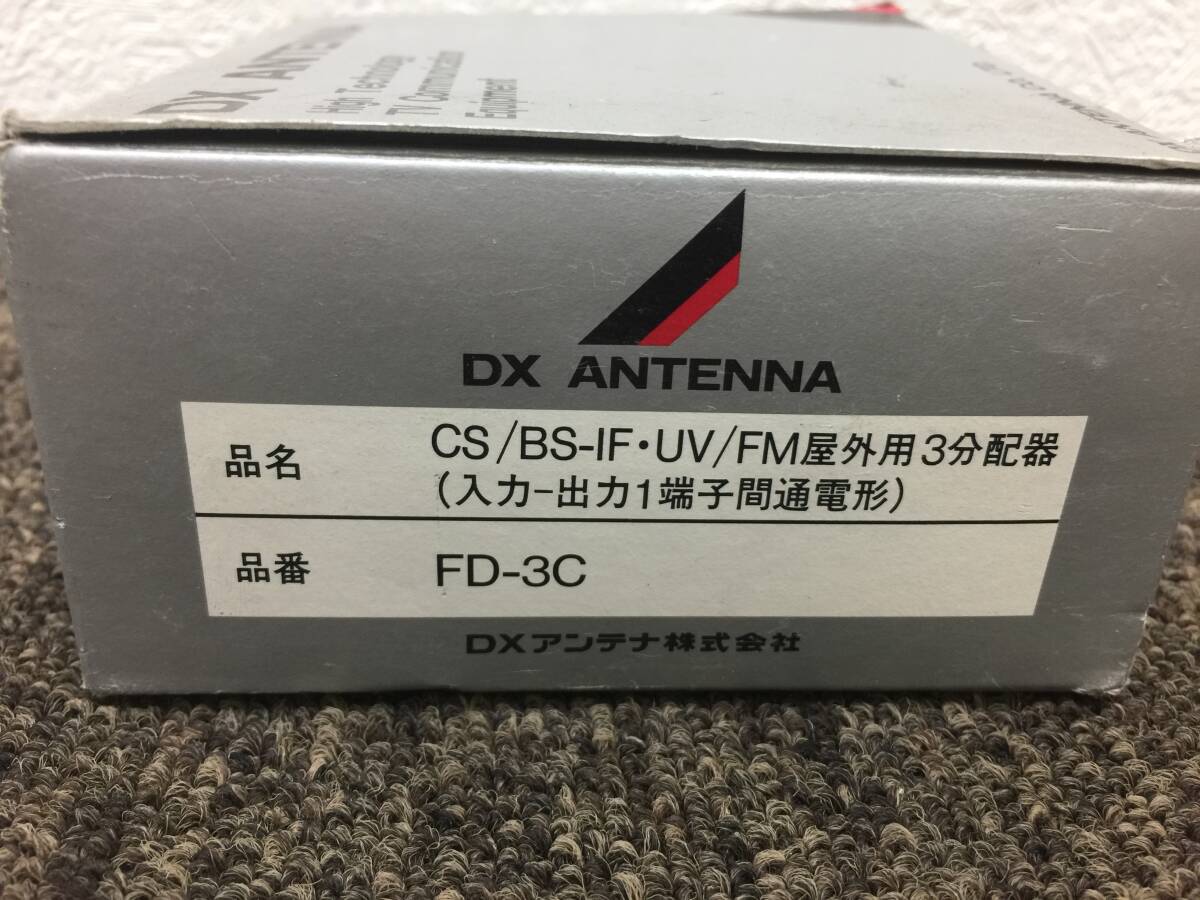 DX ANTE
High Technology
TV Communication
Equipment
DX ANTENNA
品名 CS/BS-IF・UV/FM屋外用3分配器
(入力-出力1端子間通電形)
品番 FD-3C
DXアンテナ株式会社